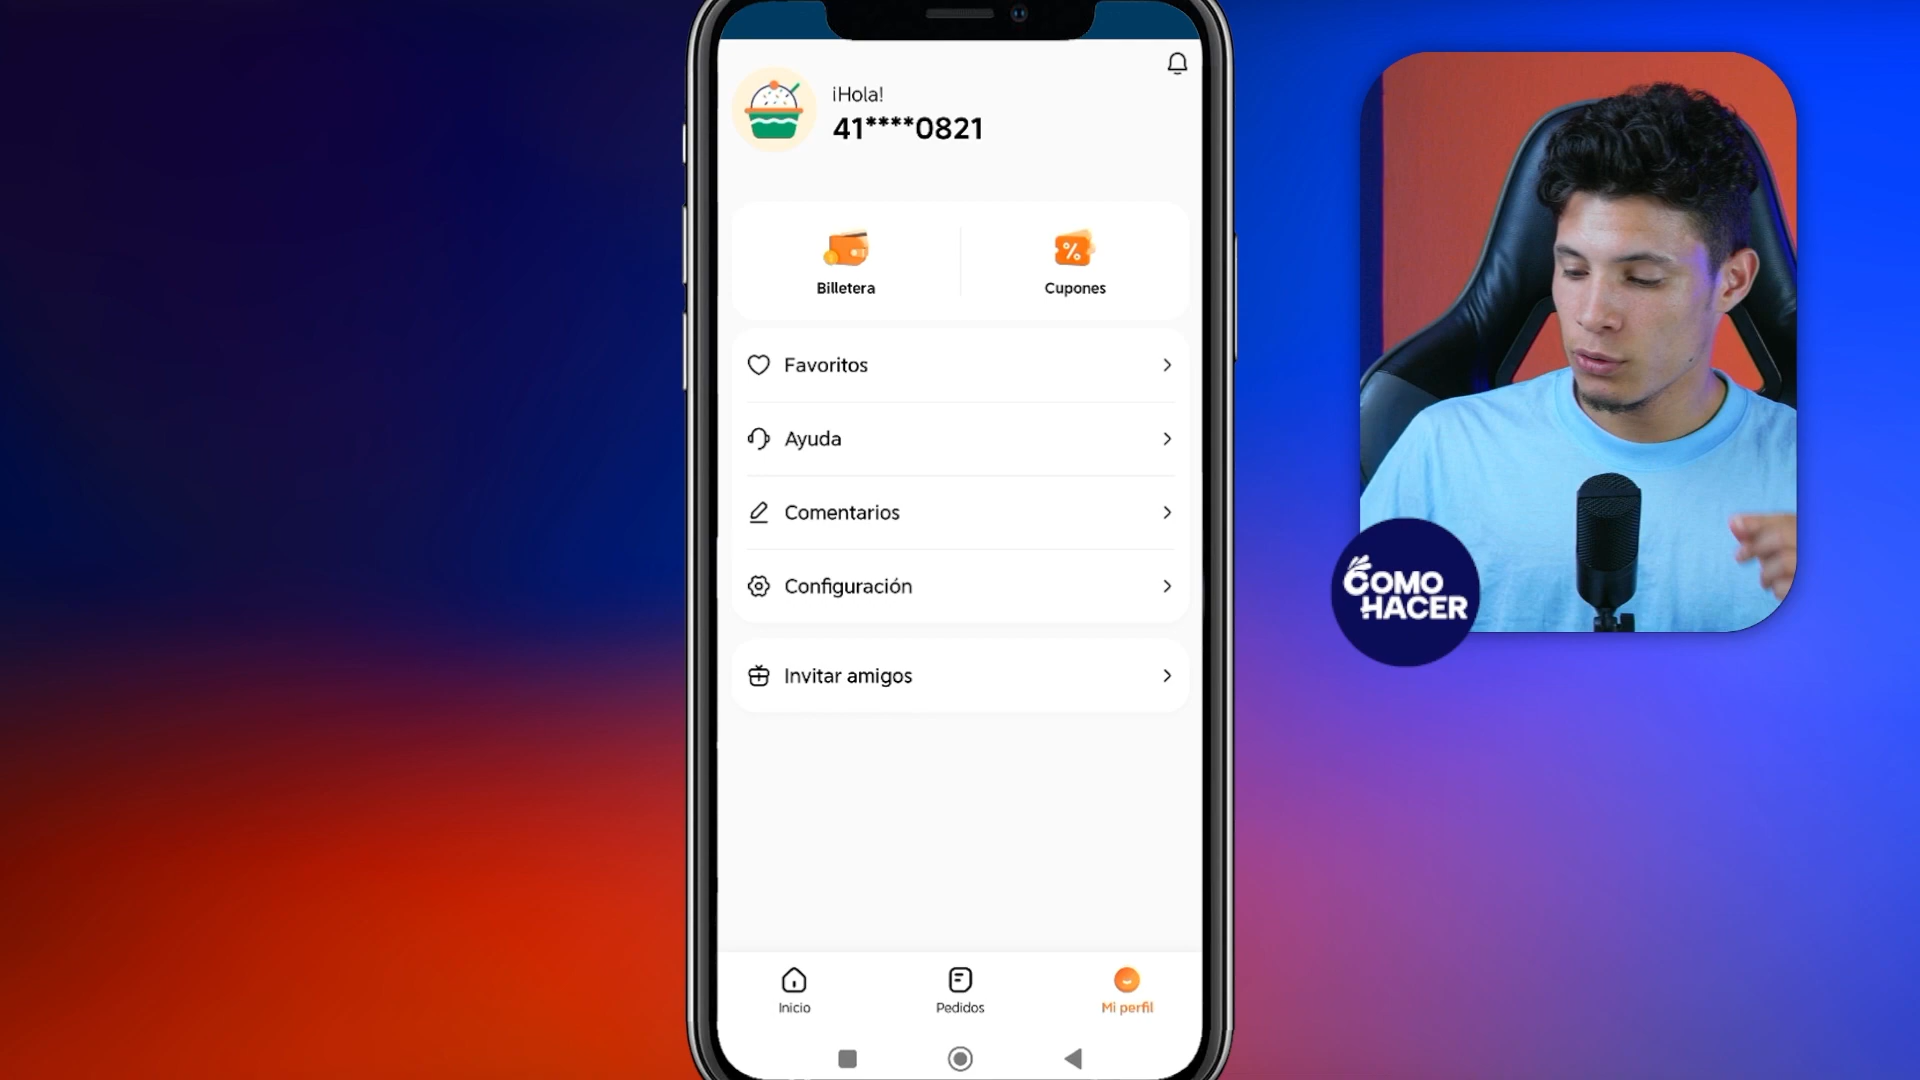 ¡Hola!
41****0821
Billetera
Cupones
Favoritos
Ayuda
Comentarios
Configuración
Invitar amigos
Inicio
Pedidos
Mi perfil
COMO
HACER